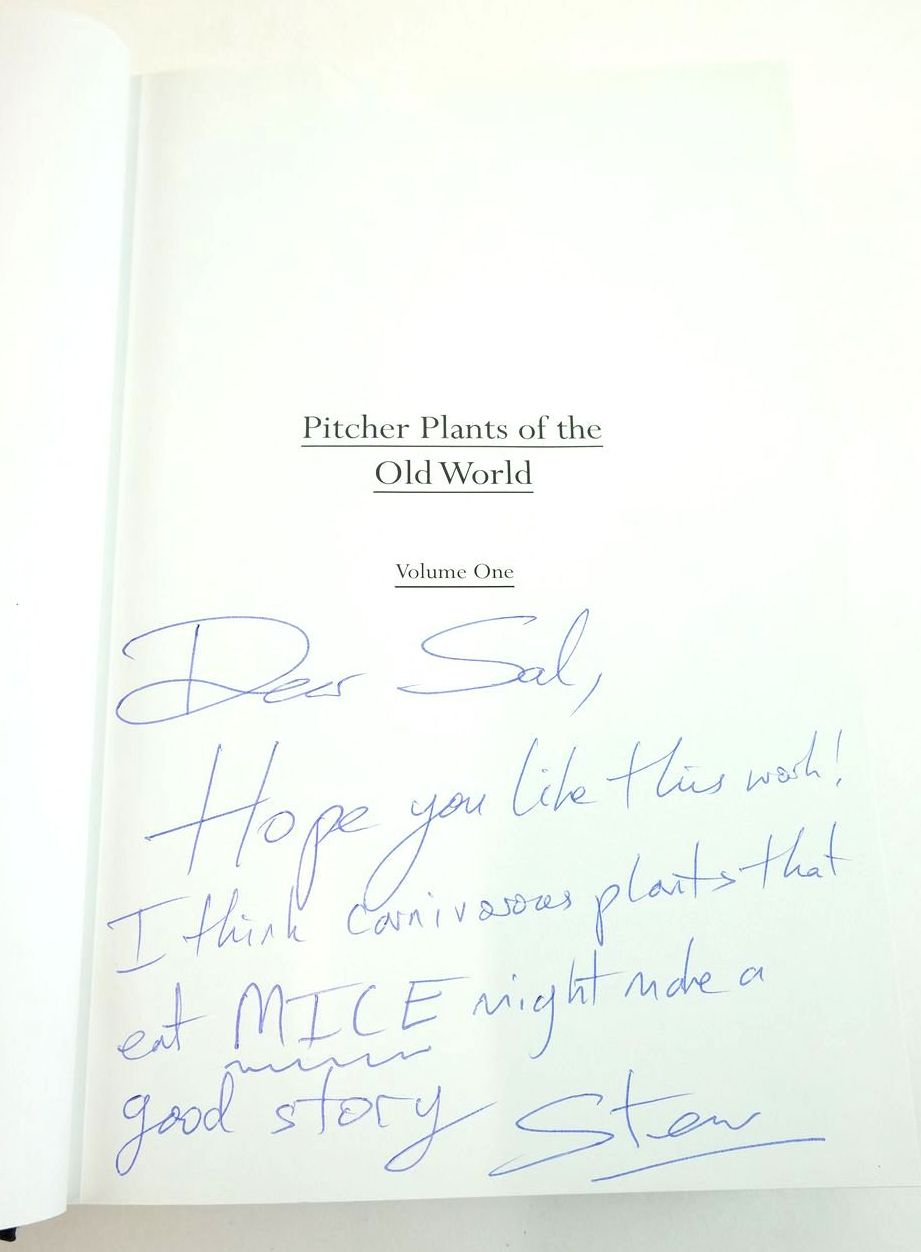 Pitcher Plants of the
Old World
Volume One
Dear Sal,
Hope you like this work!
I think carnivorous plants that
eat MICE might make a
good story Stew